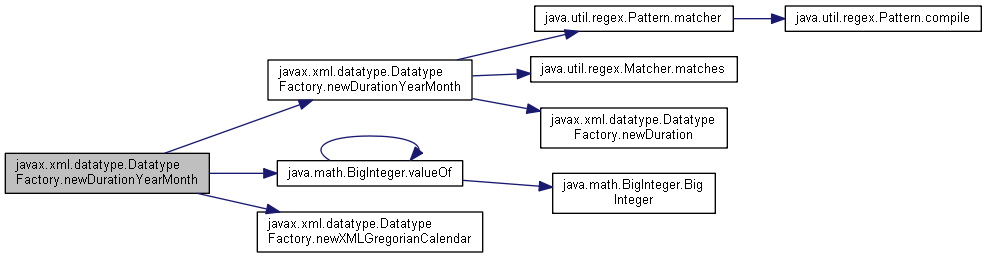 java.util.regex.Pattern.matcher
java.util.regex.Pattern.compile
javax.xml.datatype.Datatype
Factory.newDurationYearMonth
java.util.regex.Matcher.matches
javax.xml.datatype.Datatype
Factory.newDuration
javax.xml.datatype.Datatype
Factory.newDurationYearMonth
java.math.BigInteger.valueOf
java.math.BigInteger.Big
Integer
javax.xml.datatype.Datatype
Factory.newXMLGregorianCalendar